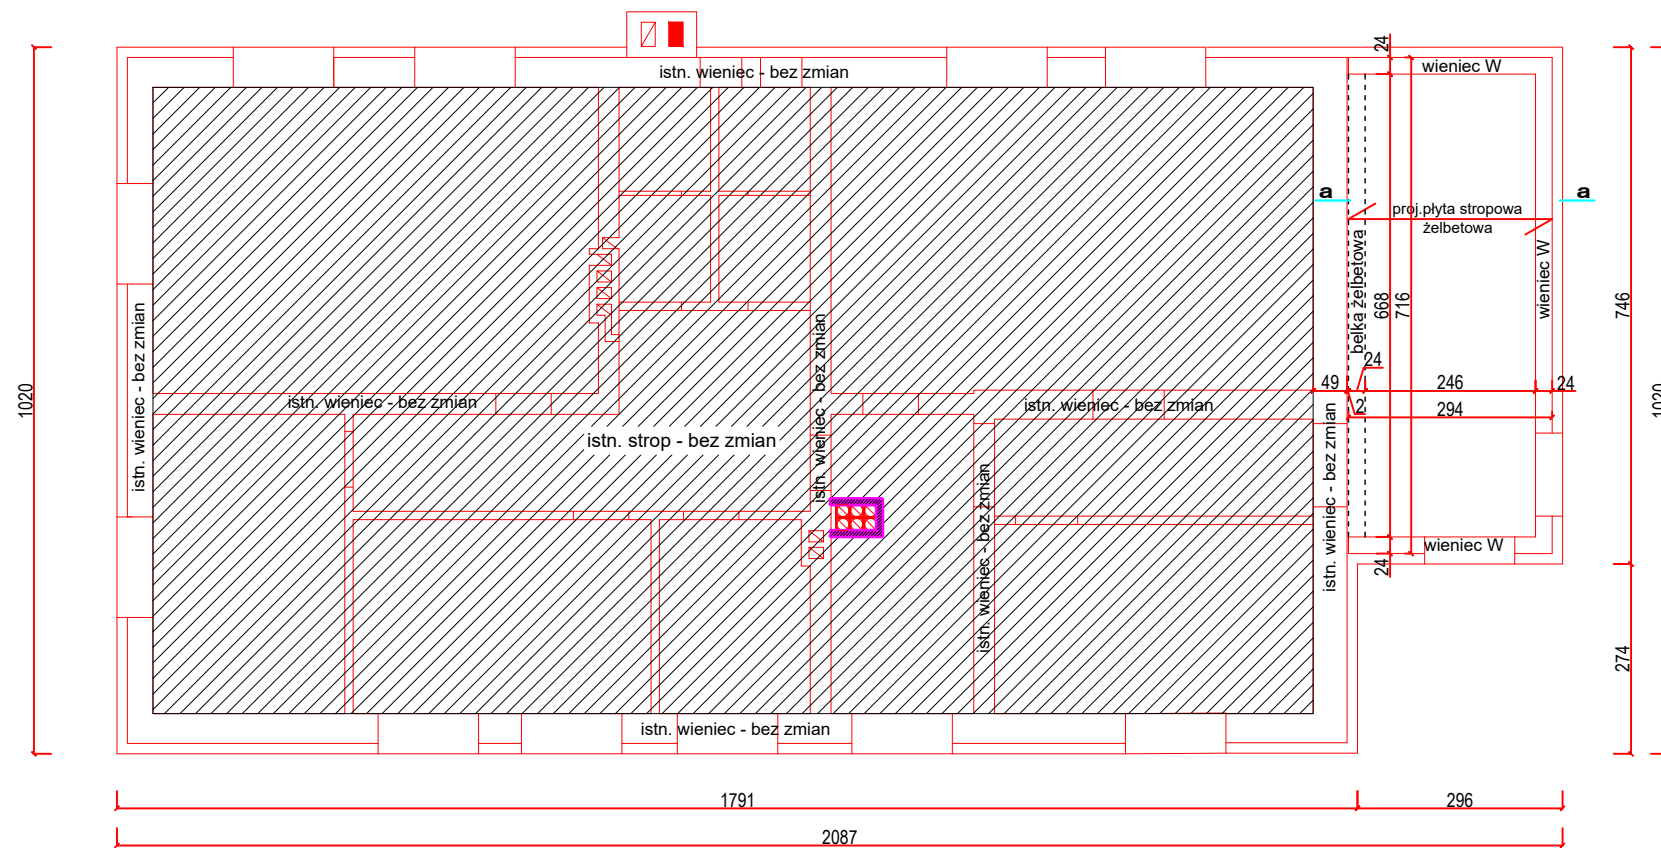 24
istn. wieniec - bez zmian
wieniec W
a
a
proj.płyta stropowa
żelbetowa
belka żelbetowa
wieniec W
668
716
746
istn. wieniec - bez zmian
istn. wieniec - bez zmian
24
49
246
24
1020
1020
istn. wieniec - bez zmian
istn. wieniec - bez zmian
2
294
istn. strop - bez zmian
istn. wieniec - bez zmian
istn. wieniec - bez zmian
wieniec W
24
274
istn. wieniec - bez zmian
1791
296
2087